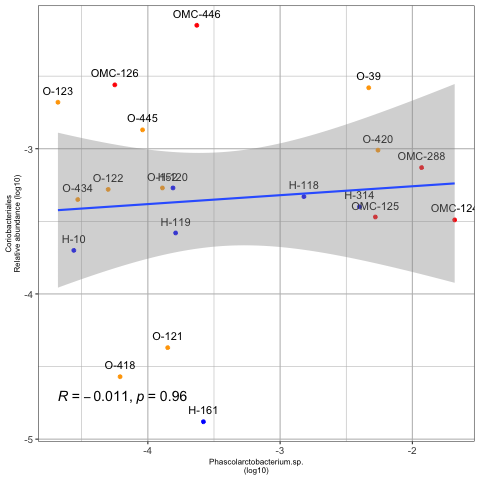 OMC-446
OMC-126
O-39
O-123
O-445
O-420
OMC-288
O-122
H-118
O-434
H-314
OMC-125
OMC-124
H-119
H-10
O-121
O-418
R = −0.011, p = 0.96
H-161
-3
-4
-5
-4
-3
-2
Coriobacteriales
Relative abundance (log10)
Phascolarctobacterium.sp.
(log10)